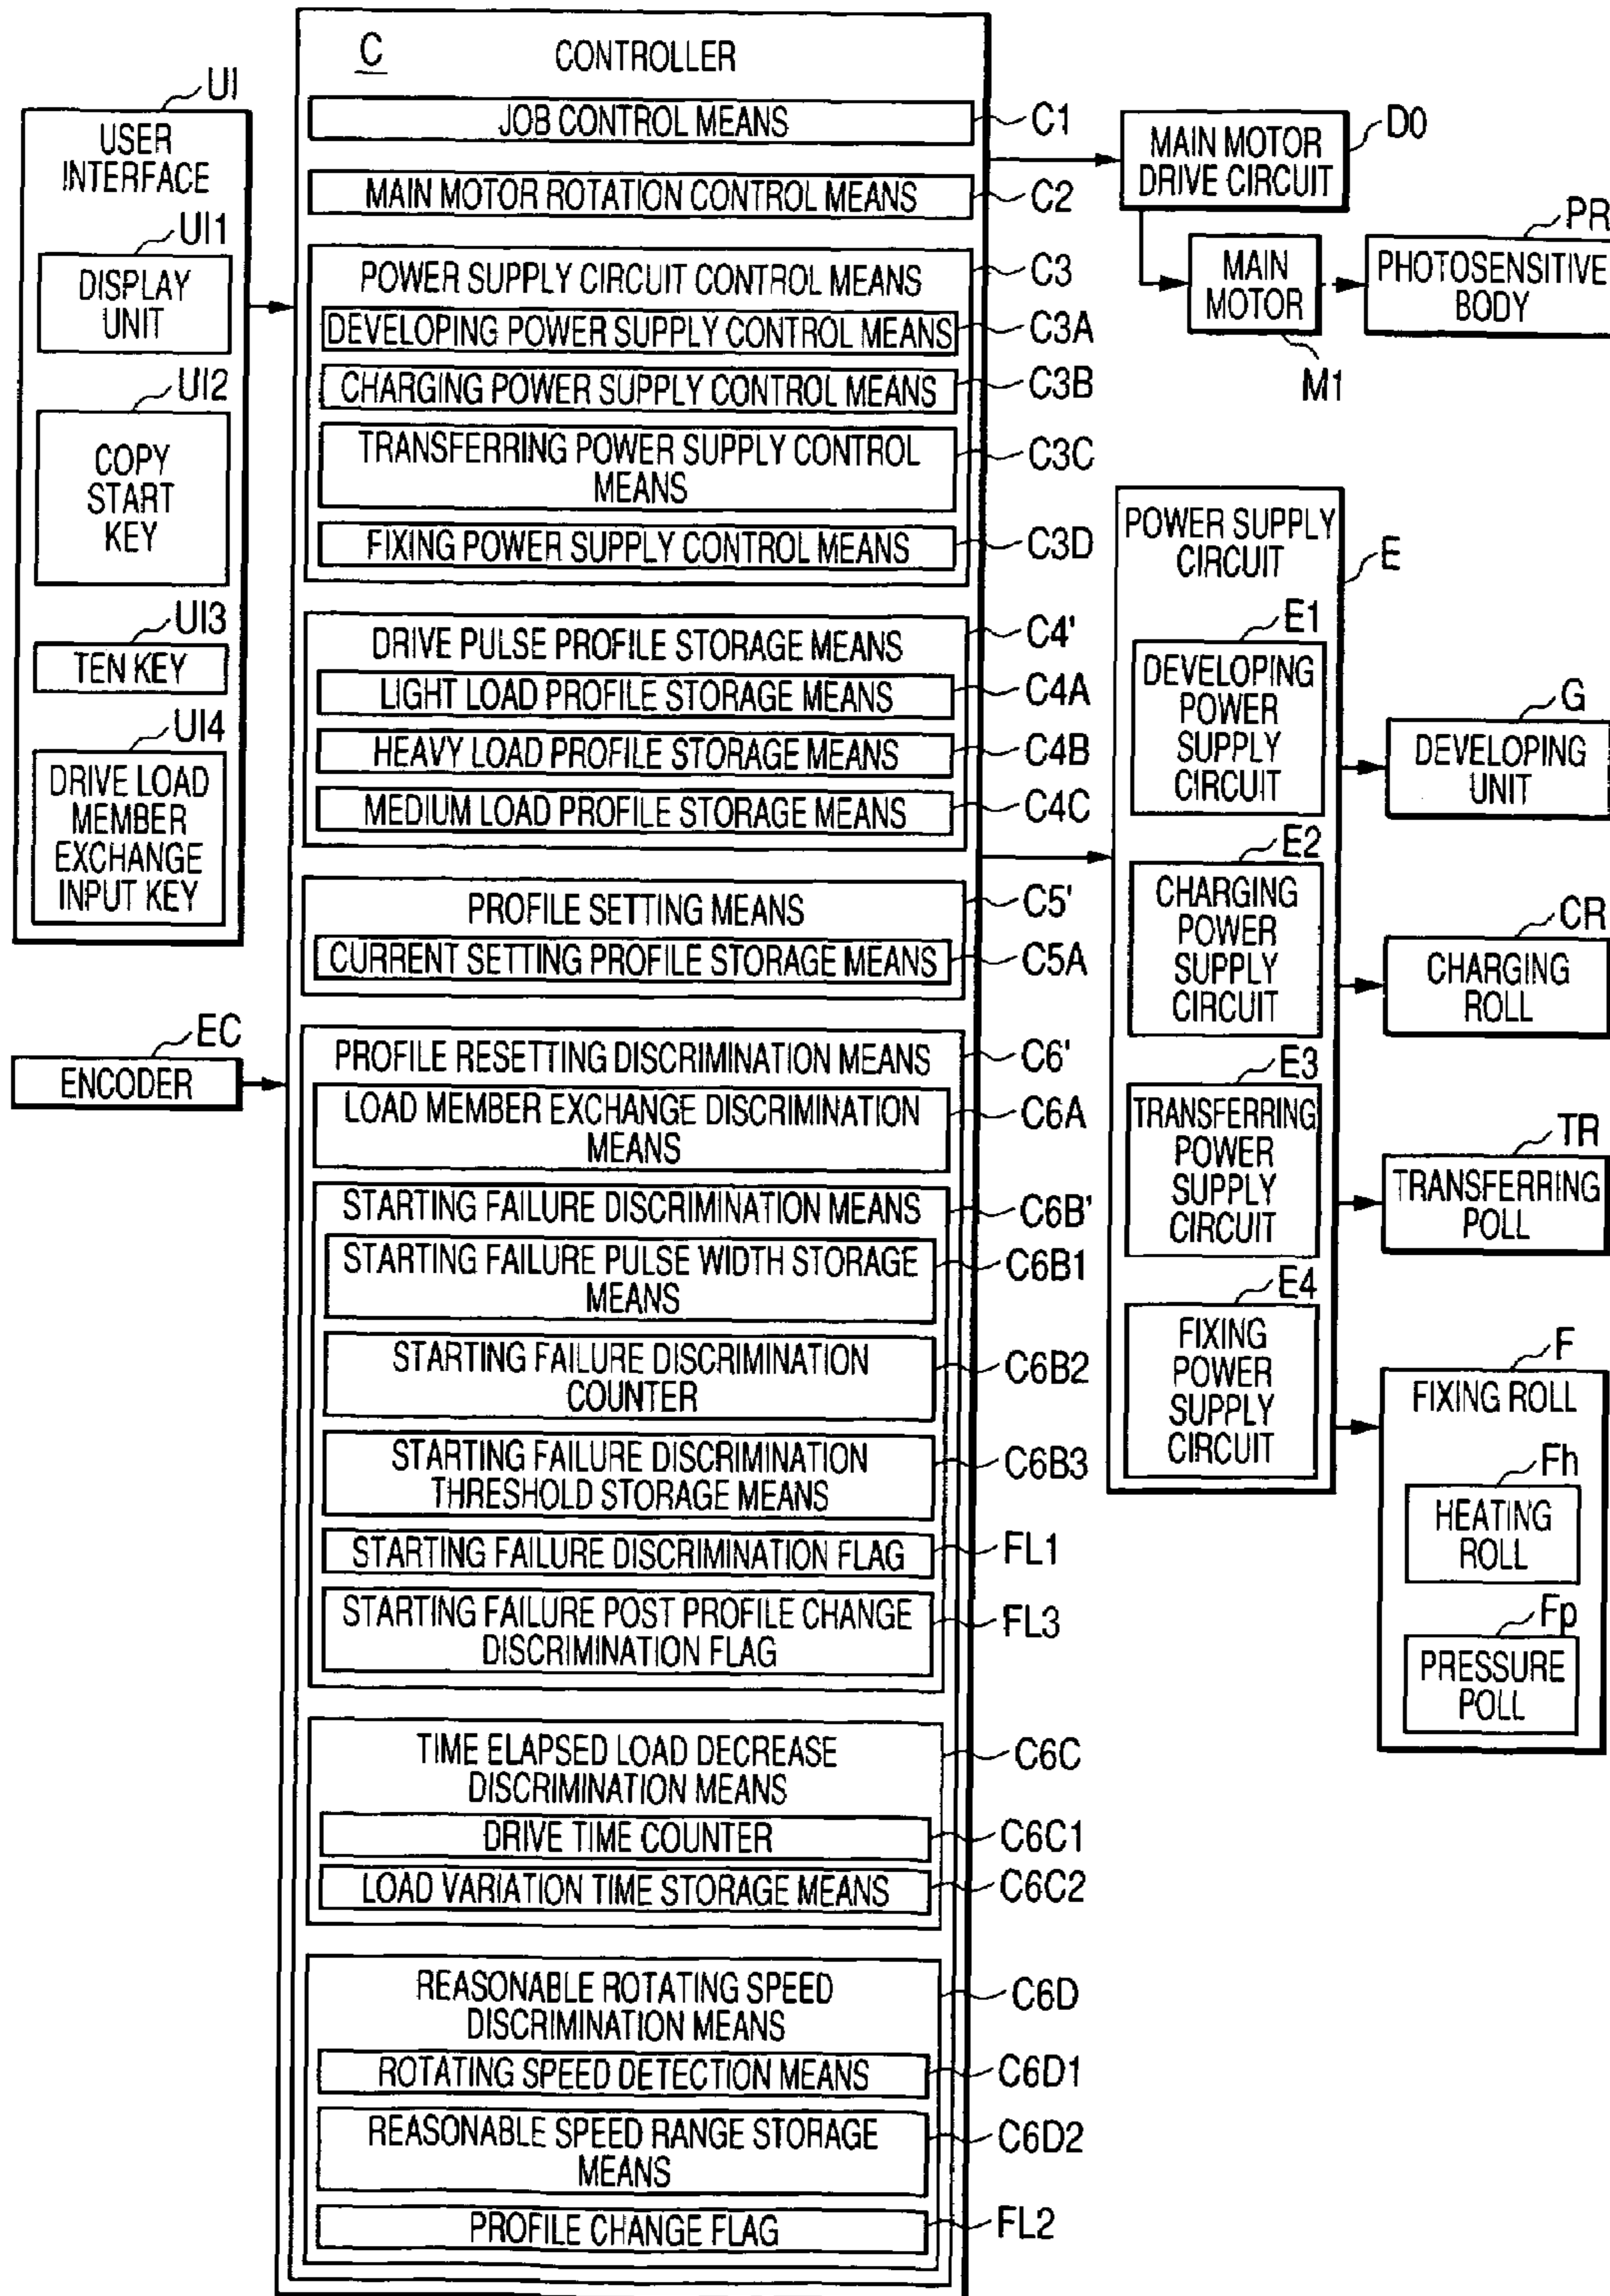 UI
USER
INTERFACE
UI1
DISPLAY
UNIT
UI2
COPY
START
KEY
UI3
TEN KEY
UI4
DRIVE LOAD
MEMBER
EXCHANGE
INPUT KEY
EC
ENCODER
C
CONTROLLER
JOB CONTROL MEANS
C1
MAIN MOTOR ROTATION CONTROL MEANS
C2
POWER SUPPLY CIRCUIT CONTROL MEANS
C3
DEVELOPING POWER SUPPLY CONTROL MEANS
C3A
CHARGING POWER SUPPLY CONTROL MEANS
C3B
TRANSFERRING POWER SUPPLY CONTROL
MEANS
C3C
FIXING POWER SUPPLY CONTROL MEANS
C3D
DRIVE PULSE PROFILE STORAGE MEANS
C4'
LIGHT LOAD PROFILE STORAGE MEANS
C4A
HEAVY LOAD PROFILE STORAGE MEANS
C4B
MEDIUM LOAD PROFILE STORAGE MEANS
C4C
PROFILE SETTING MEANS
C5'
CURRENT SETTING PROFILE STORAGE MEANS
C5A
PROFILE RESETTING DISCRIMINATION MEANS
C6'
LOAD MEMBER EXCHANGE DISCRIMINATION
MEANS
C6A
STARTING FAILURE DISCRIMINATION MEANS
C6B'
STARTING FAILURE PULSE WIDTH STORAGE
MEANS
C6B1
STARTING FAILURE DISCRIMINATION
COUNTER
C6B2
STARTING FAILURE DISCRIMINATION
THRESHOLD STORAGE MEANS
C6B3
STARTING FAILURE DISCRIMINATION FLAG
FL1
STARTING FAILURE POST PROFILE CHANGE
DISCRIMINATION FLAG
FL3
TIME ELAPSED LOAD DECREASE
DISCRIMINATION MEANS
C6C
DRIVE TIME COUNTER
C6C1
LOAD VARIATION TIME STORAGE MEANS
C6C2
REASONABLE ROTATING SPEED
DISCRIMINATION MEANS
C6D
ROTATING SPEED DETECTION MEANS
C6D1
REASONABLE SPEED RANGE STORAGE
MEANS
C6D2
PROFILE CHANGE FLAG
FL2
MAIN MOTOR
DRIVE CIRCUIT
D0
MAIN
MOTOR
M1
PR
PHOTOSENSITIVE
BODY
POWER SUPPLY
CIRCUIT
E
E1
DEVELOPING
POWER
SUPPLY
CIRCUIT
E2
CHARGING
POWER
SUPPLY
CIRCUIT
E3
TRANSFERRING
POWER
SUPPLY
CIRCUIT
E4
FIXING
POWER
SUPPLY
CIRCUIT
G
DEVELOPING
UNIT
CR
CHARGING
ROLL
TR
TRANSFERRING
POLL
F
FIXING ROLL
Fh
HEATING
ROLL
Fp
PRESSURE
POLL